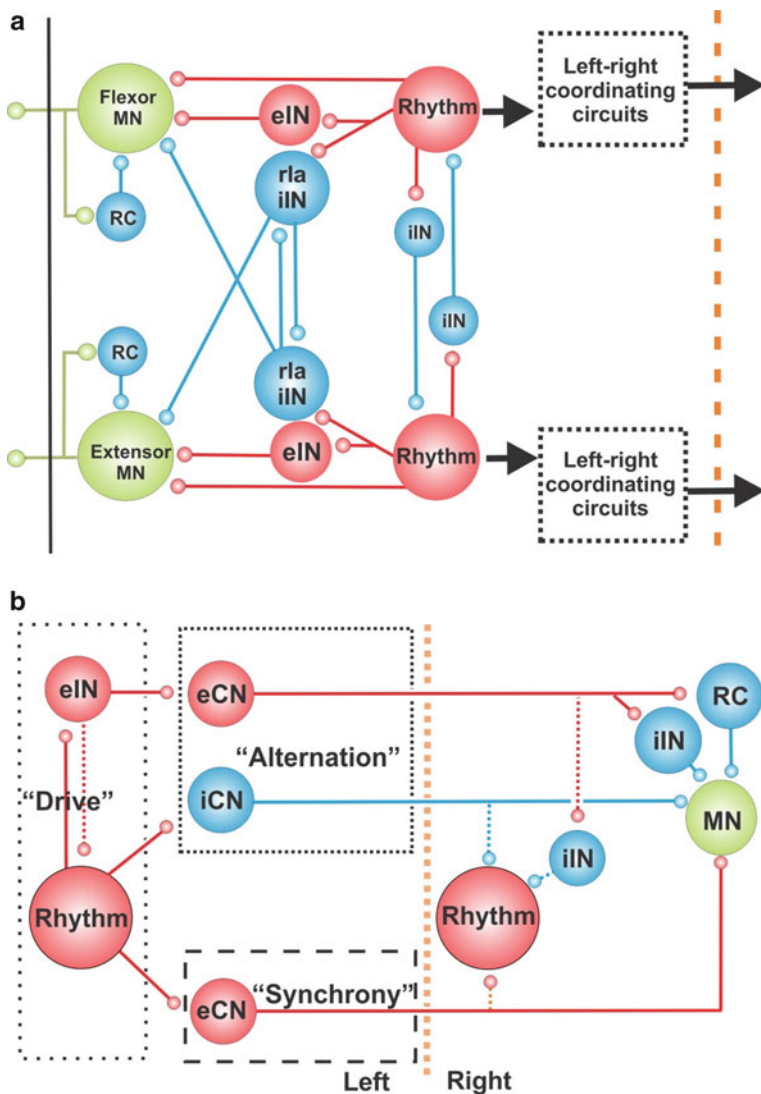 a
Flexor
MN
eIN
Rhythm
Left-right
coordinating
circuits
rIa
iIN
RC
iIN
iIN
RC
rIa
iIN
Extensor
MN
eIN
Rhythm
Left-right
coordinating
circuits
b
eIN
eCN
RC
iIN
“Alternation”
“Drive”
iCN
MN
iIN
Rhythm
Rhythm
“Synchrony”
eCN
Left
Right